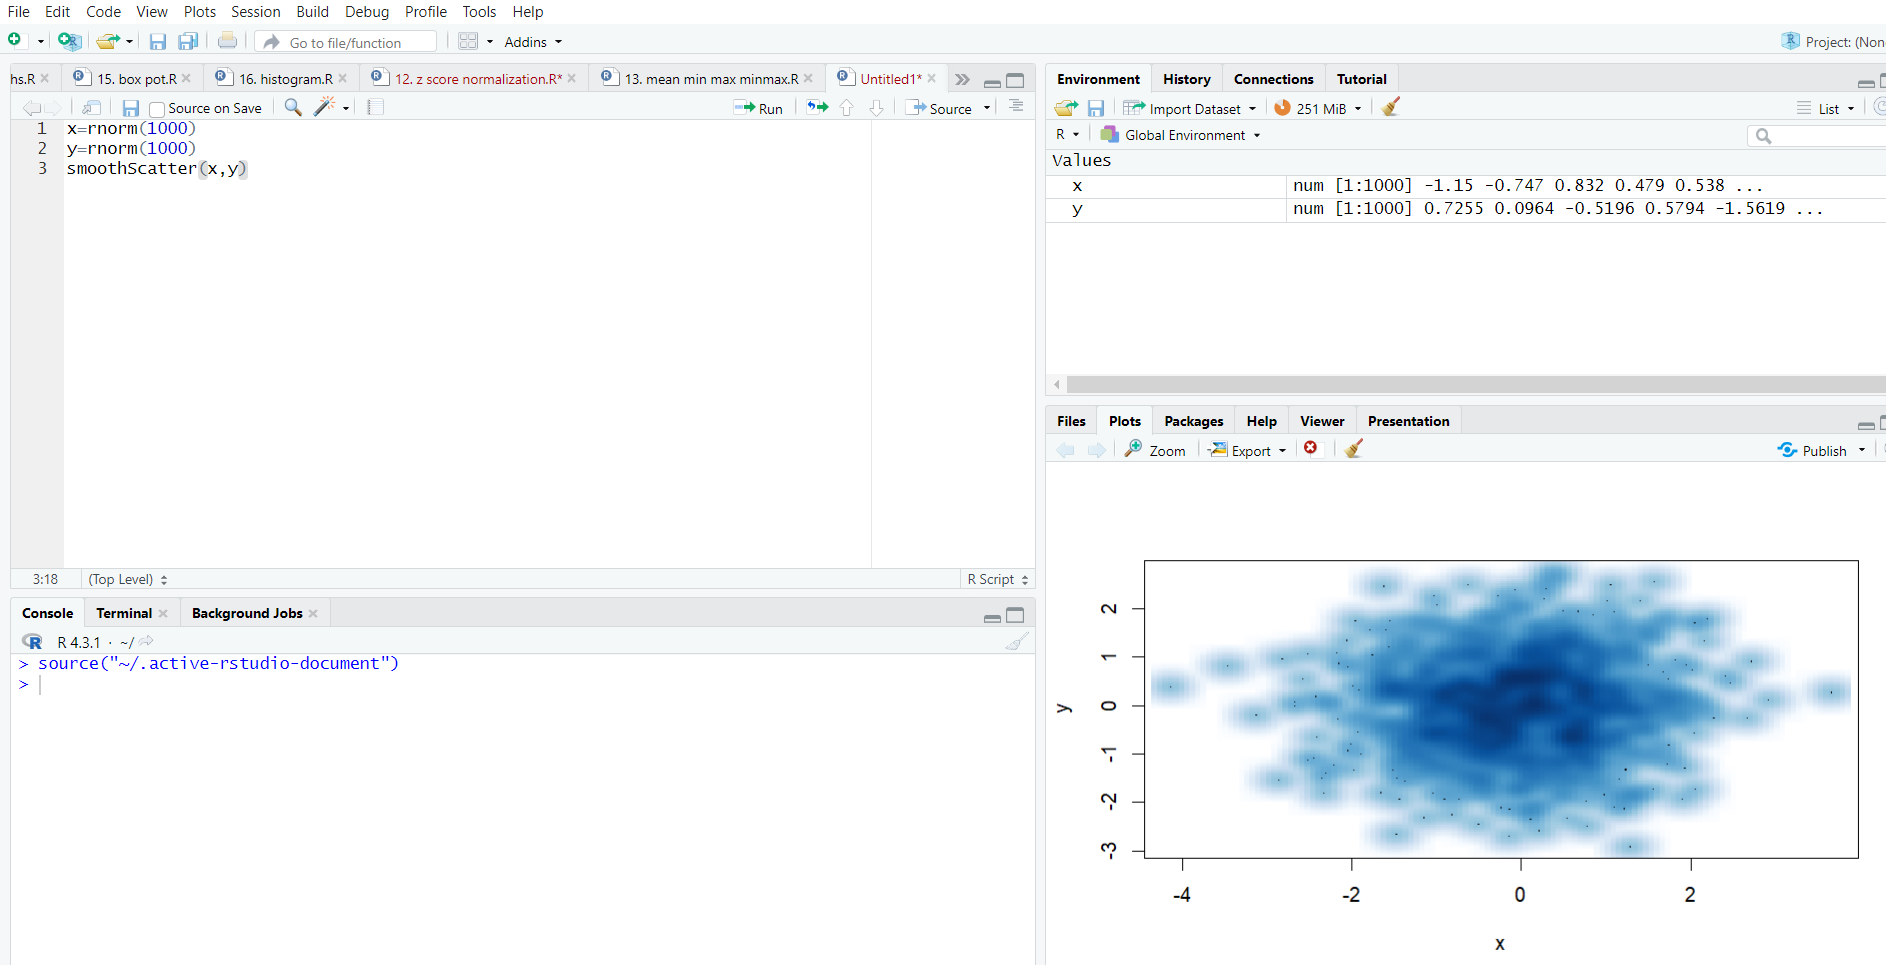 File Edit Code View Plots Session Build Debug Profile Tools Help
Go to file/function Addins Project: (Non
hs.R 15. box pot.R 16. histogram.R 12. z score normalization.R* 13. mean min max minmax.R Untitled1*
Source on Save Run Source
1 x=rnorm(1000)
2 y=rnorm(1000)
3 smoothScatter(x,y)
3:18 (Top Level) R Script
Console Terminal Background Jobs
R 4.3.1 · ~/
> source("~/.active-rstudio-document")
>
Environment History Connections Tutorial
Import Dataset 251 MiB List
R Global Environment
Values
x num [1:1000] -1.15 -0.747 0.832 0.479 0.538 ...
y num [1:1000] 0.7255 0.0964 -0.5196 0.5794 -1.5619 ...
Files Plots Packages Help Viewer Presentation
Zoom Export Publish
2
1
0
-1
-2
-3
y
-4 -2 0 2
x